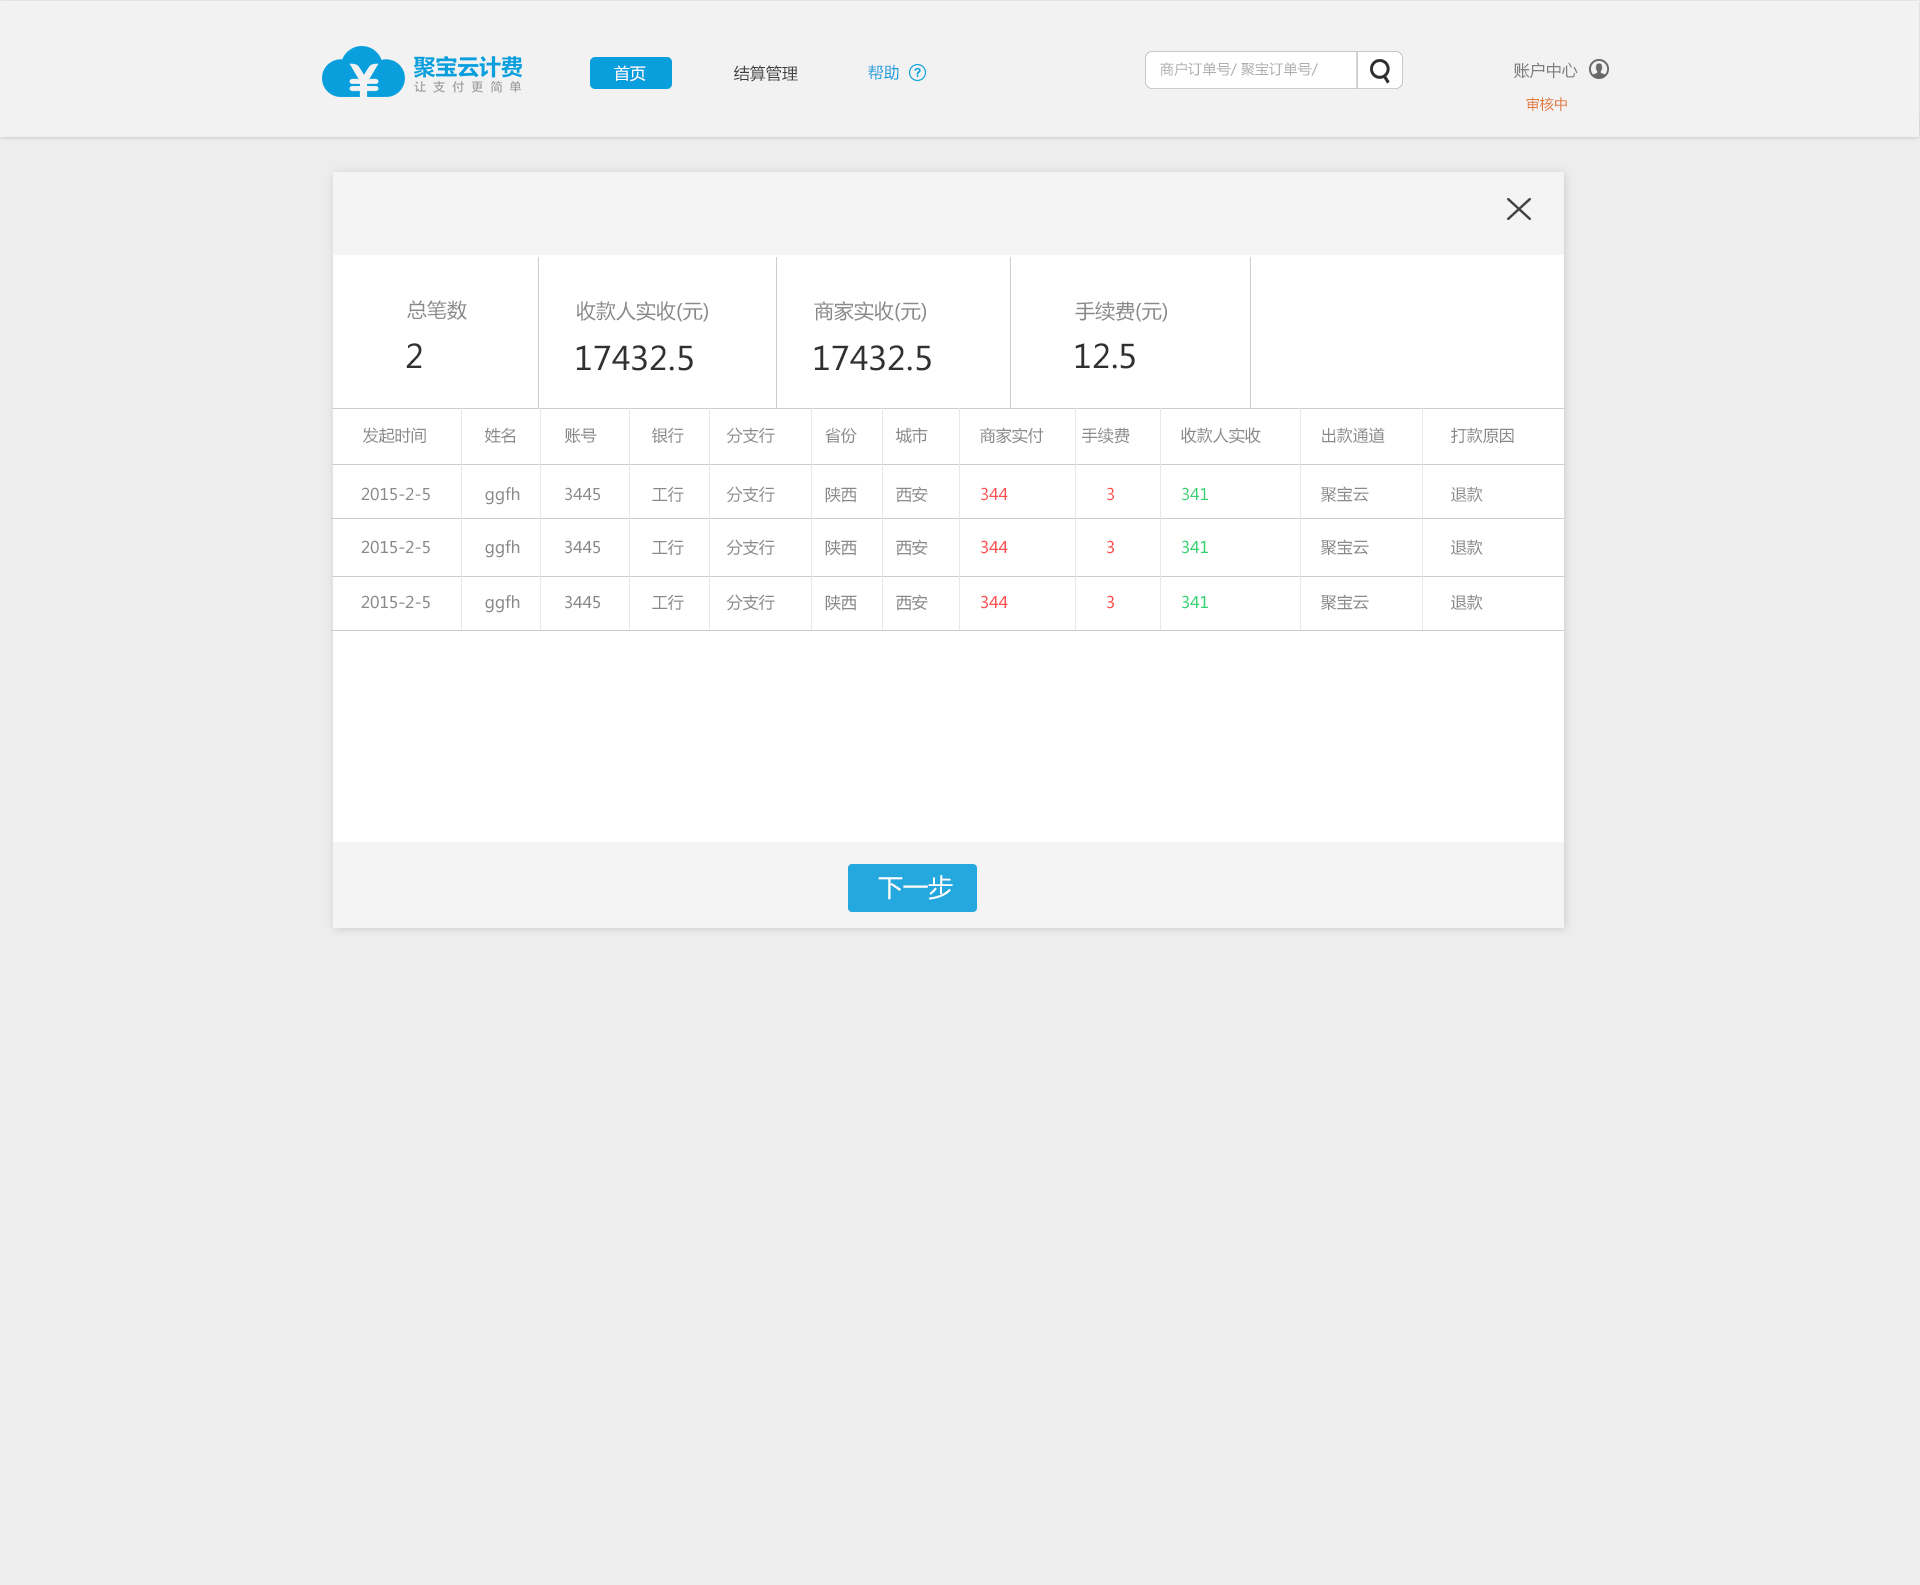 聚宝云计费
让支付更简单
首页
结算管理
帮助 ?
商户订单号/ 聚宝订单号/
账户中心
审核中
总笔数
2
收款人实收(元)
17432.5
商家实收(元)
17432.5
手续费(元)
12.5
发起时间 姓名 账号 银行 分支行 省份 城市 商家实付 手续费 收款人实收 出款通道 打款原因
2015-2-5 ggfh 3445 工行 分支行 陕西 西安 344 3 341 聚宝云 退款
2015-2-5 ggfh 3445 工行 分支行 陕西 西安 344 3 341 聚宝云 退款
2015-2-5 ggfh 3445 工行 分支行 陕西 西安 344 3 341 聚宝云 退款
下一步